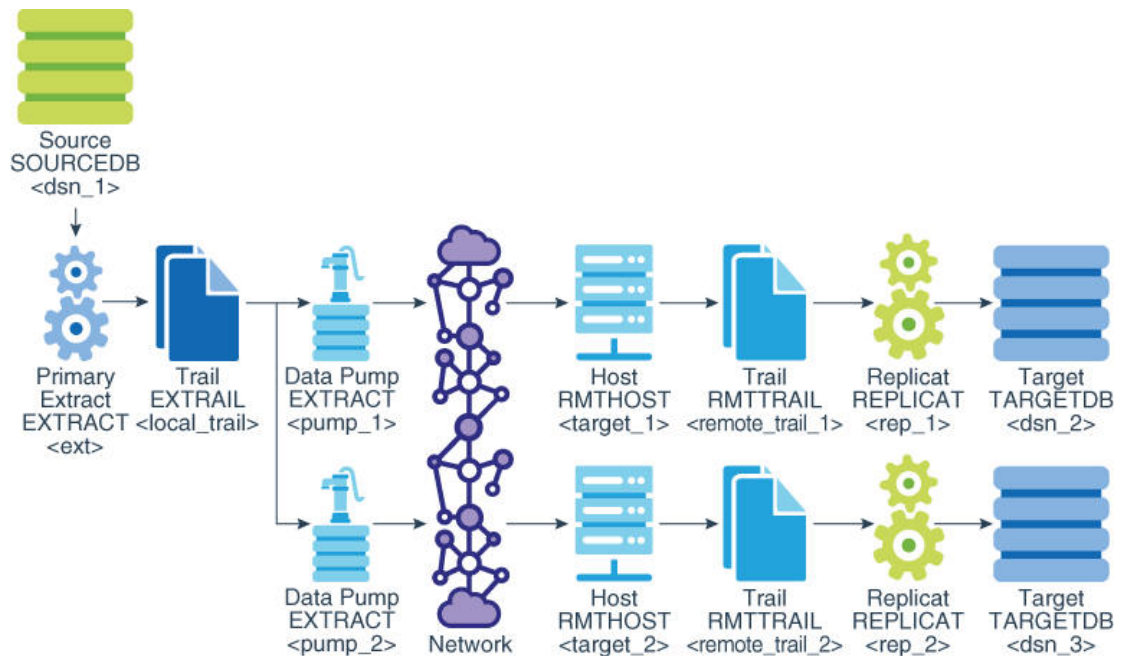 Source
SOURCEDB
<dsn_1>
Primary
Extract
EXTRACT
<ext>
Trail
EXTRAIL
<local_trail>
Data Pump
EXTRACT
<pump_1>
Host
RMTHOST
<target_1>
Trail
RMTTRAIL
<remote_trail_1>
Replicat
REPLICAT
<rep_1>
Target
TARGETDB
<dsn_2>
Data Pump
EXTRACT
<pump_2>
Network
Host
RMTHOST
<target_2>
Trail
RMTTRAIL
<remote_trail_2>
Replicat
REPLICAT
<rep_2>
Target
TARGETDB
<dsn_3>